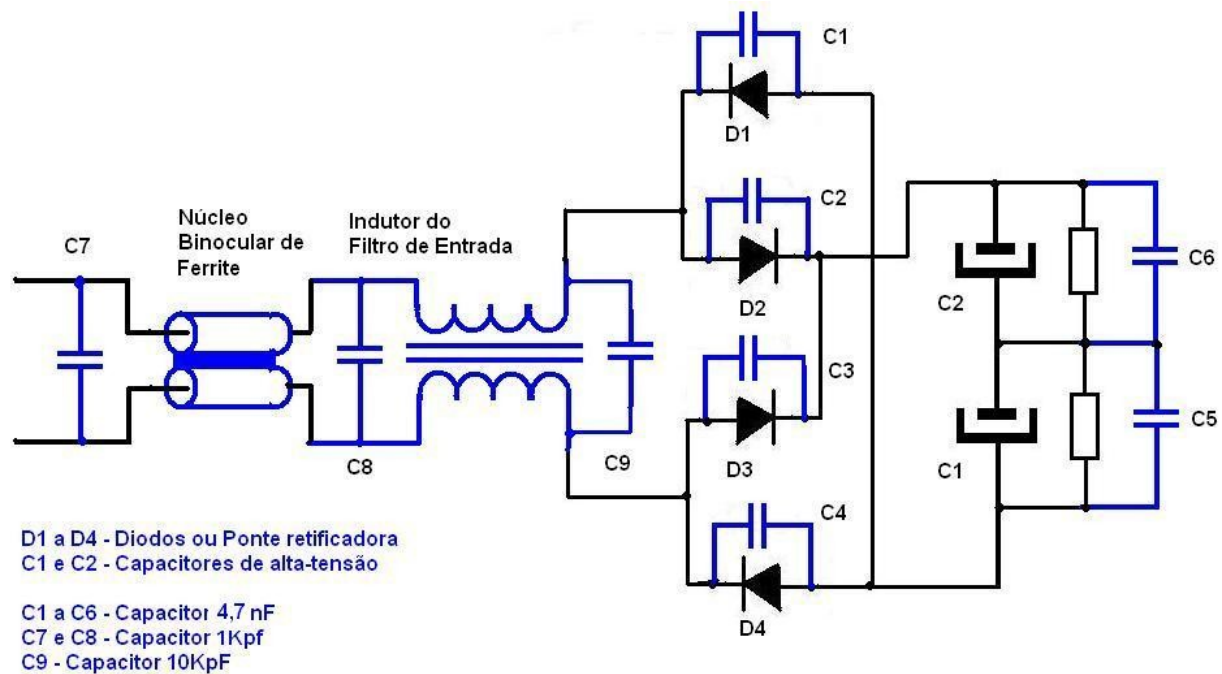 C1
D1
C2
D2
C3
D3
C4
D4
C7
Núcleo
Binocular de
Ferrite
Indutor do
Filtro de Entrada
C8
C9
C2
C6
C1
C5
D1 a D4 - Diodos ou Ponte retificadora
C1 e C2 - Capacitores de alta-tensão
C1 a C6 - Capacitor 4,7 nF
C7 e C8 - Capacitor 1Kpf
C9 - Capacitor 10KpF